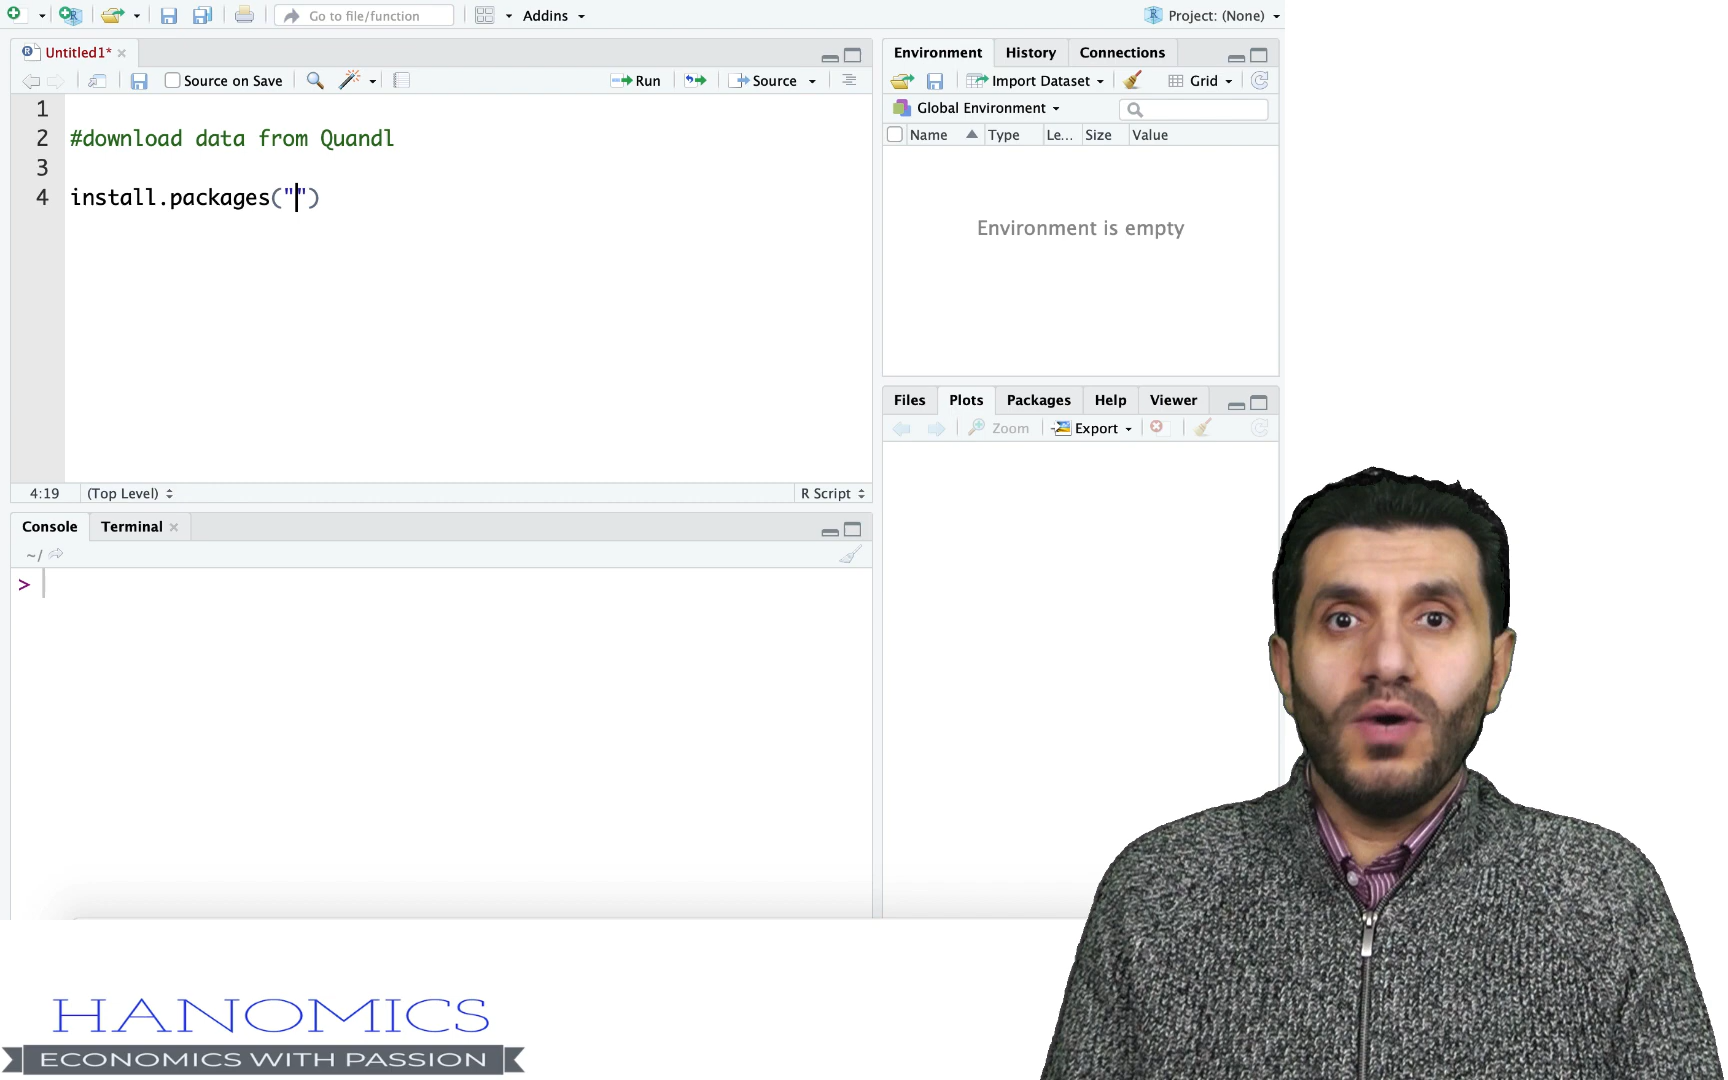 Go to file/function
Addins
Project: (None)
Untitled1*
Source on Save
Run
Source
1
2 #download data from Quandl
3
4 install.packages("")
4:19 (Top Level) R Script
Console Terminal
~/
>
Environment History Connections
Import Dataset Grid
Global Environment
Name Type Le... Size Value
Environment is empty
Files Plots Packages Help Viewer
Zoom Export
HANOMICS
ECONOMICS WITH PASSION